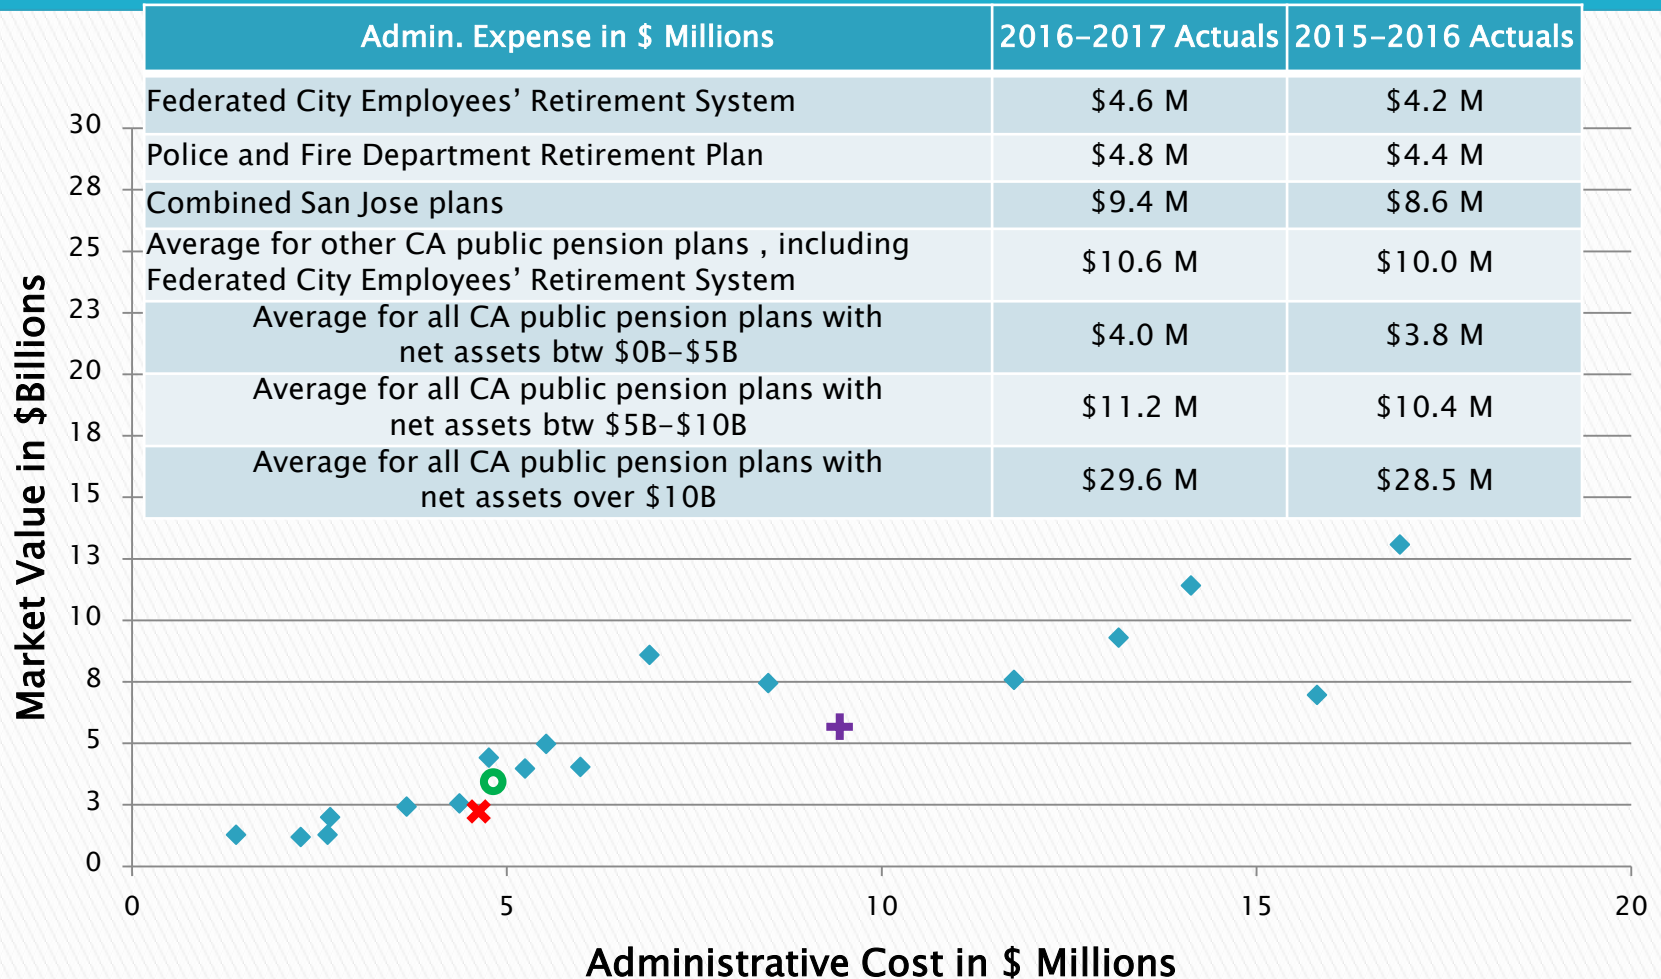 Admin. Expense in $ Millions 2016-2017 Actuals 2015-2016 Actuals
Federated City Employees’ Retirement System $4.6 M $4.2 M
Police and Fire Department Retirement Plan $4.8 M $4.4 M
Combined San Jose plans $9.4 M $8.6 M
Average for other CA public pension plans , including
Federated City Employees’ Retirement System $10.6 M $10.0 M
Average for all CA public pension plans with
net assets btw $0B-$5B $4.0 M $3.8 M
Average for all CA public pension plans with
net assets btw $5B-$10B $11.2 M $10.4 M
Average for all CA public pension plans with
net assets over $10B $29.6 M $28.5 M
Market Value in $Billions
30
28
25
23
20
18
15
13
10
8
5
3
0
0 5 10 15 20
Administrative Cost in $ Millions